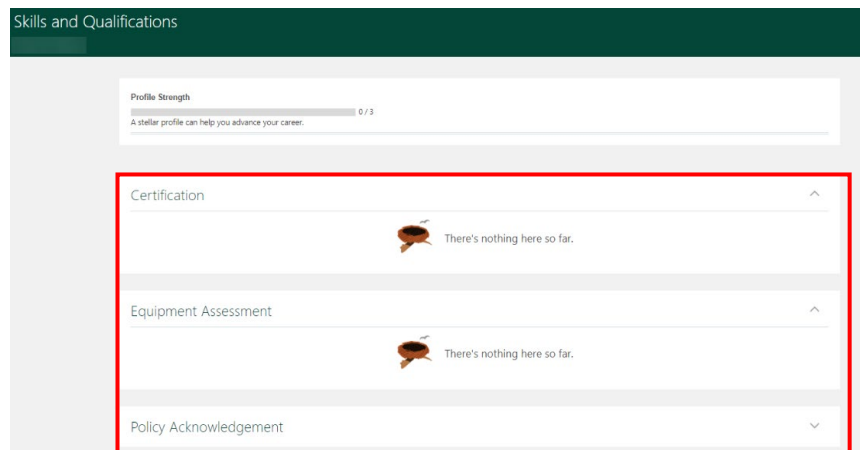 Skills and Qualifications
Profile Strength
0 / 3
A stellar profile can help you advance your career.
Certification
There's nothing here so far.
Equipment Assessment
There's nothing here so far.
Policy Acknowledgement